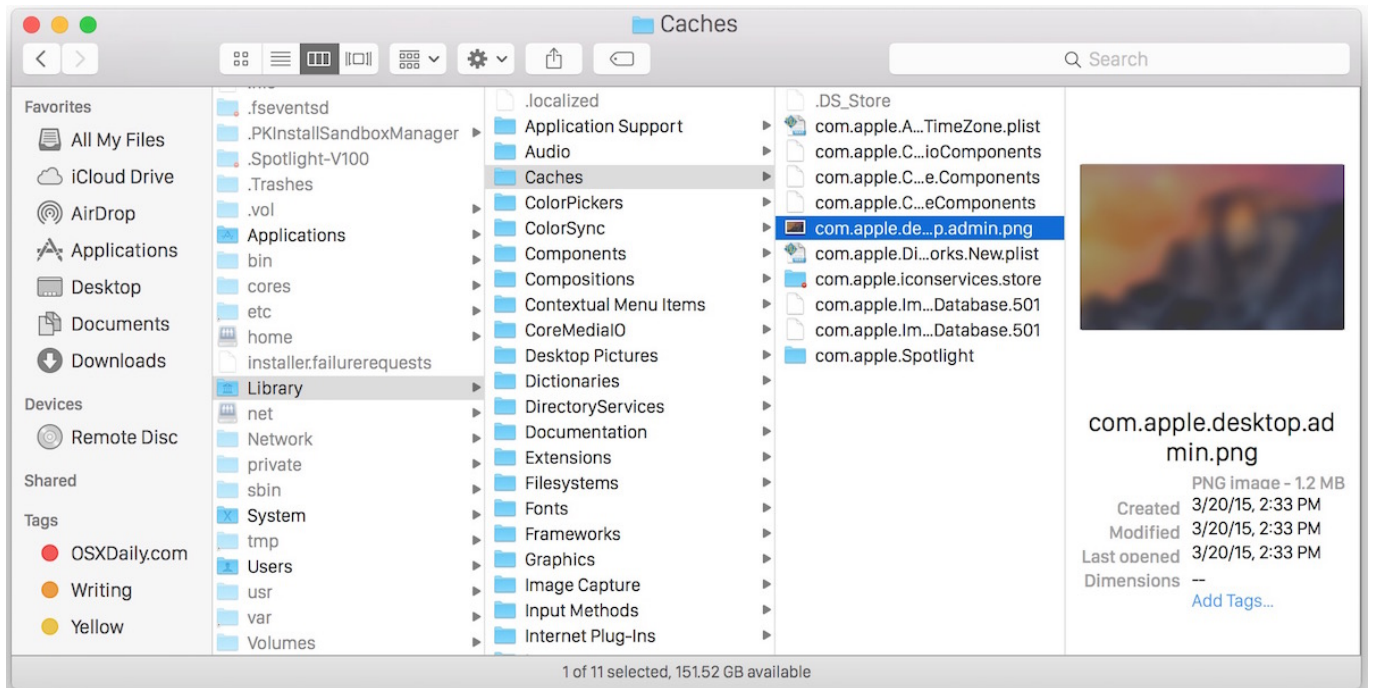 Caches
Search
Favorites
All My Files
iCloud Drive
AirDrop
Applications
Desktop
Documents
Downloads
Devices
Remote Disc
Shared
Tags
OSXDaily.com
Writing
Yellow
.fseventsd
.PKInstallSandboxManager
.Spotlight-V100
.Trashes
.vol
Applications
bin
cores
etc
home
installer.failurerequests
Library
net
Network
private
sbin
System
tmp
Users
usr
var
Volumes
.localized
Application Support
Audio
Caches
ColorPickers
ColorSync
Components
Compositions
Contextual Menu Items
CoreMediaIO
Desktop Pictures
Dictionaries
DirectoryServices
Documentation
Extensions
Filesystems
Fonts
Frameworks
Graphics
Image Capture
Input Methods
Internet Plug-Ins
.DS_Store
com.apple.A...TimeZone.plist
com.apple.C...ioComponents
com.apple.C...e.Components
com.apple.C...eComponents
com.apple.de...p.admin.png
com.apple.Di...orks.New.plist
com.apple.iconservices.store
com.apple.Im...Database.501
com.apple.Im...Database.501
com.apple.Spotlight
com.apple.desktop.ad
min.png
PNG image - 1.2 MB
Created 3/20/15, 2:33 PM
Modified 3/20/15, 2:33 PM
Last opened 3/20/15, 2:33 PM
Dimensions --
Add Tags...
1 of 11 selected, 151.52 GB available